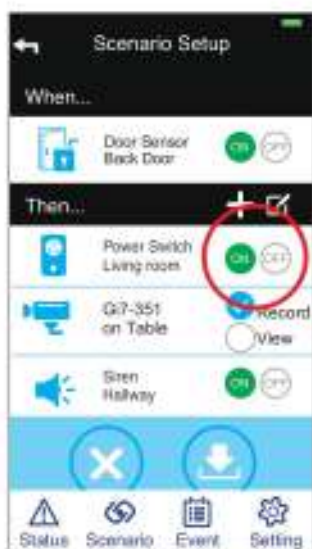 Scenario Setup
When...
Door Sensor
Back Door
ON OFF
Then...
Power Switch
Living room
ON OFF
Gi7-351
on Table
Record
View
Siren
Hallway
ON OFF
Status Scenario Event Setting